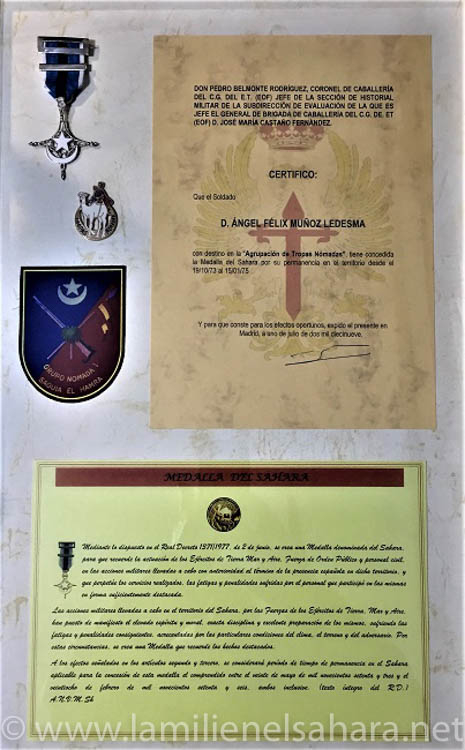 DON PEDRO BELMONTE RODRÍGUEZ, CORONEL DE CABALLERÍA
DEL C.G. DEL E.T. (EOF) JEFE DE LA SECCIÓN DE HISTORIAL
MILITAR DE LA SUBDIRECCIÓN DE EVALUACIÓN DE LA QUE ES
JEFE EL GENERAL DE BRIGADA DE CABALLERÍA DEL C.G. DE. ET
(EOF) D. JOSÉ MARÍA CASTAÑO FERNÁNDEZ.
CERTIFICO:
Que el Soldado
D. ÁNGEL FÉLIX MUÑOZ LEDESMA
con destino en la "Agrupación de Tropas Nómadas", tiene concedida
la Medalla del Sahara por su permanencia en el territorio desde el
19/10/73 al 15/01/75.
Y para que conste para los efectos oportunos, expido el presente en
Madrid, a uno de julio de dos mil diecinueve.
GRUPO NOMADA I
SAGUIA EL HAMRA
MEDALLA DEL SAHARA
Mediante lo dispuesto en el Real Decreto 1371/1977, de 2 de junio, se crea una Medalla denominada del Sahara,
para que recuerde la actuación de los Ejércitos de Tierra Mar y Aire, Fuerza de Orden Público y personal civil,
en las acciones militares llevadas a cabo con anterioridad al término de la presencia española en dicho territorio, y
que perpetúe los servicios realizados, las fatigas y penalidades sufridas por el personal que participó en las mismas
en forma suficientemente destacada.
Las acciones militares llevadas a cabo en el territorio del Sahara, por las Fuerzas de los Ejércitos de Tierra, Mar y Aire,
han puesto de manifiesto el elevado espíritu y moral, exacta disciplina y excelente preparación de los mismos, sufriendo las
fatigas y penalidades consiguientes, acrecentadas por las particulares condiciones del clima, el terreno y del adversario. Por
estas circunstancias, se crea una Medalla que recuerde los hechos destacados.
A los efectos señalados en los artículos segundo y tercero, se considerará período de tiempo de permanencia en el Sahara
aplicable para la concesión de esta medalla el comprendido entre el veinte de mayo de mil novecientos setenta y tres y el
veintiocho de febrero de mil novecientos setenta y seis, ambos inclusive. (texto íntegro del R.D.)
A.N.V.M.Sh
© www.lamilienelsahara.net